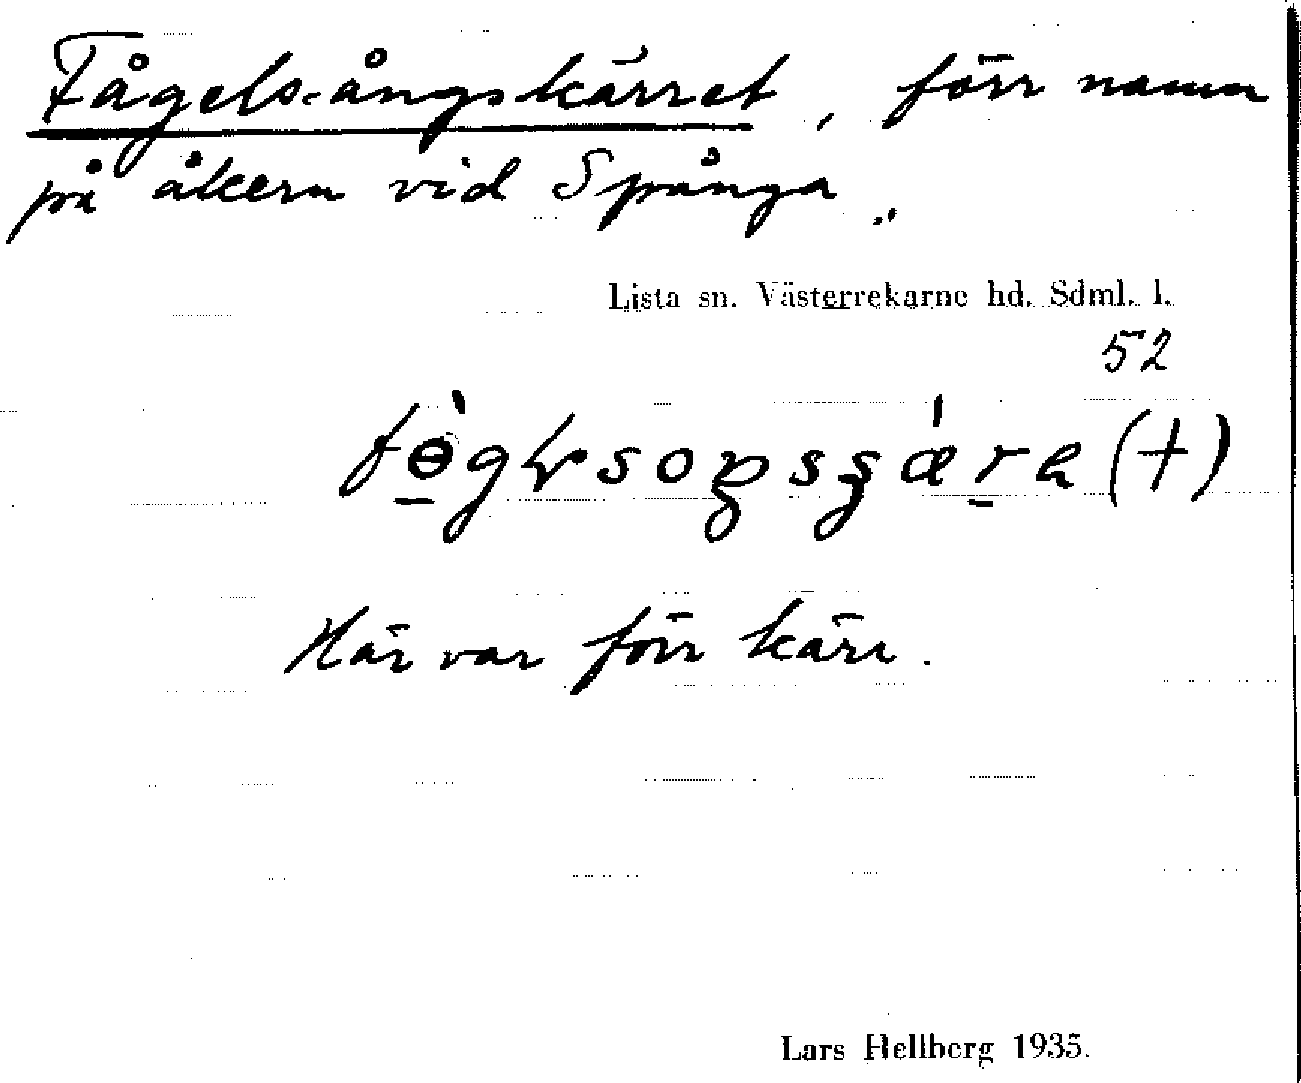 Fågelsångskärret, förr namn
på åkern vid Spånga.
Lista sn. Västerrekarne hd. Sdml. l.
52
Här var förr kärr.
Lars Hellberg 1935.